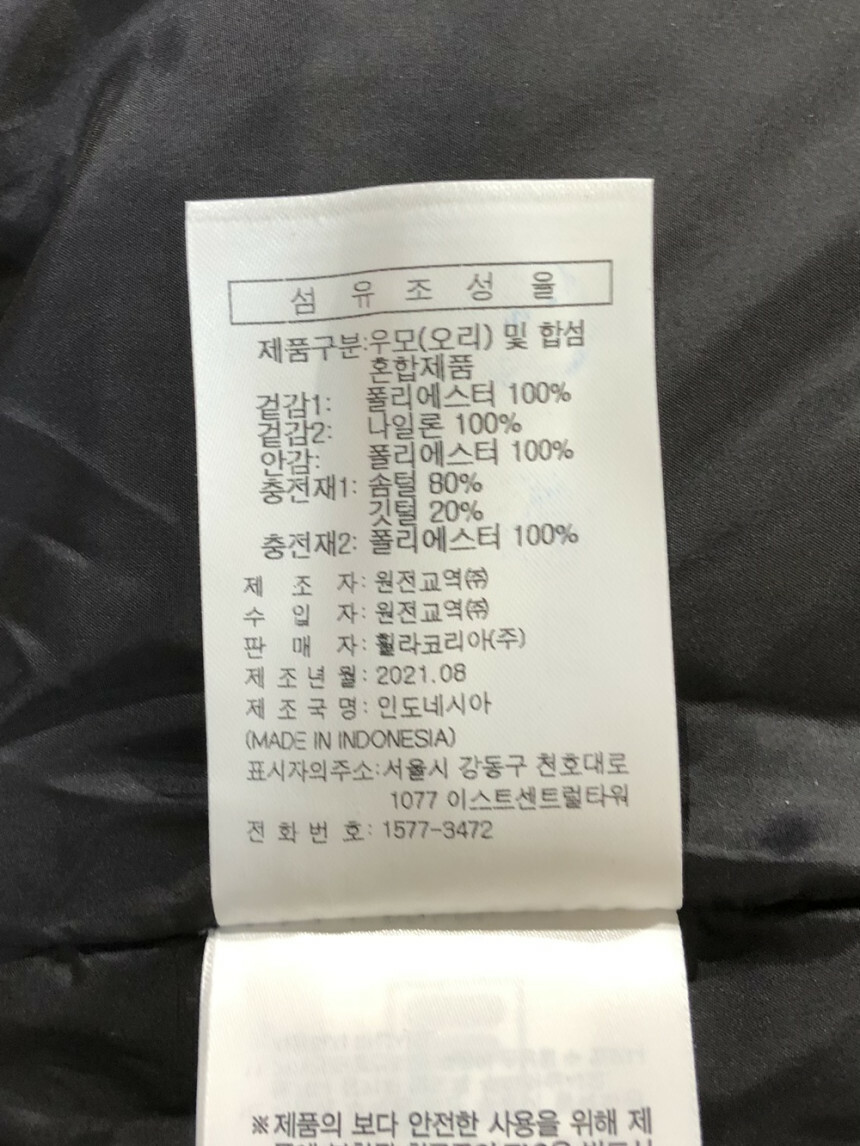 섬 유 조 성 율
제품구분:우모(오리) 및 합섬
혼합제품
겉감1: 폴리에스터 100%
겉감2: 나일론 100%
안감: 폴리에스터 100%
충전재1: 솜털 80%
깃털 20%
충전재2: 폴리에스터 100%
제 조 자: 원전교역㈜
수 입 자: 원전교역㈜
판 매 자: 휠라코리아(주)
제 조 년 월: 2021.08
제 조 국 명: 인도네시아
(MADE IN INDONESIA)
표시자의주소:서울시 강동구 천호대로
1077 이스트센트럴타워
전 화 번 호: 1577-3472
※제품의 보다 안전한 사용을 위해 제